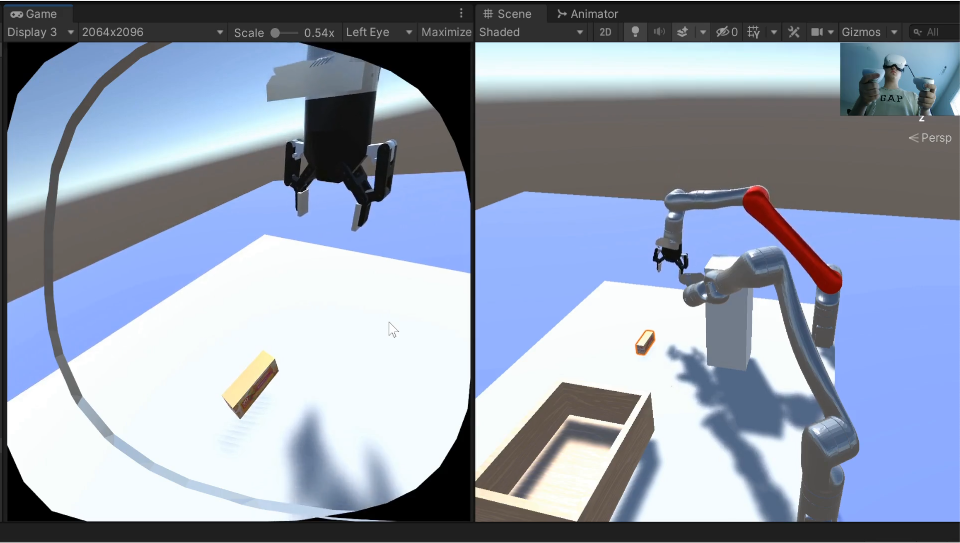 Game
Scene
Animator
Display 3
2064x2096
Scale
0.54x
Left Eye
Maximize
Shaded
2D
0
Gizmos
All
GAP
z
Persp